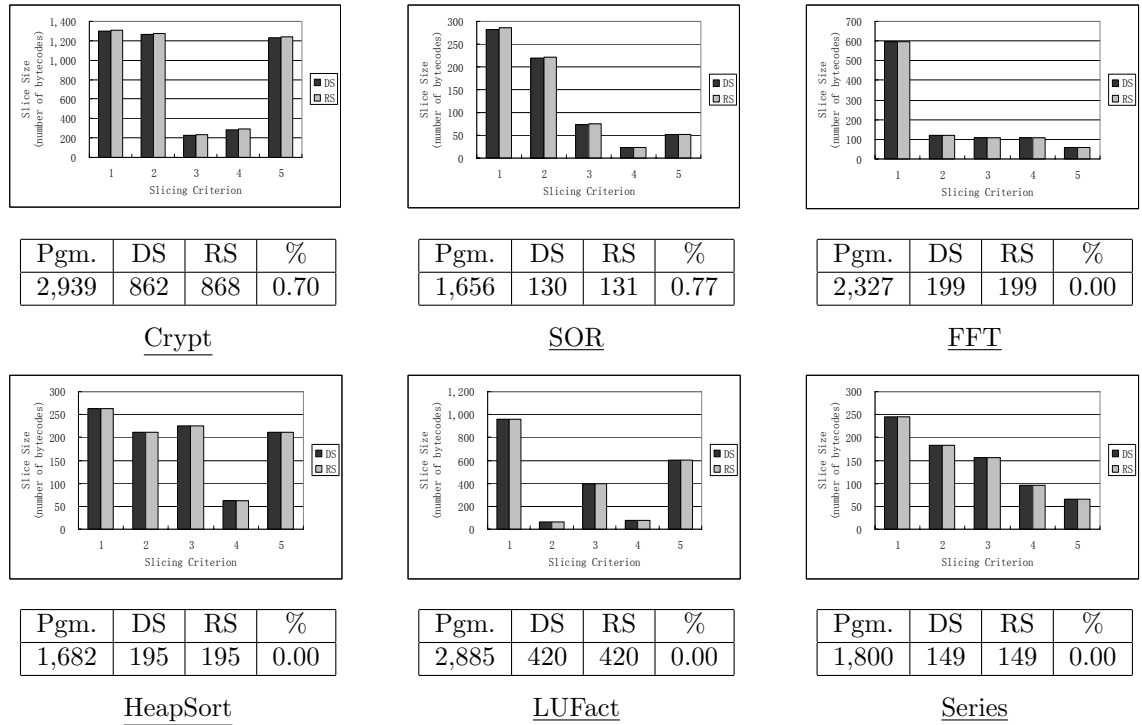 Slice Size
(number of bytecodes)
1,400
1,200
1,000
800
600
400
200
0
1 2 3 4 5
Slicing Criterion
DS
RS
Pgm. DS RS %
2,939 862 868 0.70
Crypt
Slice Size
(number of bytecodes)
300
250
200
150
100
50
0
1 2 3 4 5
Slicing Criterion
DS
RS
Pgm. DS RS %
1,656 130 131 0.77
SOR
Slice Size
(number of bytecodes)
700
600
500
400
300
200
100
0
1 2 3 4 5
Slicing Criterion
DS
RS
Pgm. DS RS %
2,327 199 199 0.00
FFT
Slice Size
(number of bytecodes)
300
250
200
150
100
50
0
1 2 3 4 5
Slicing Criterion
DS
RS
Pgm. DS RS %
1,682 195 195 0.00
HeapSort
Slice Size
(number of bytecodes)
1,200
1,000
800
600
400
200
0
1 2 3 4 5
Slicing Criterion
DS
RS
Pgm. DS RS %
2,885 420 420 0.00
LUFact
Slice Size
(number of bytecodes)
300
250
200
150
100
50
0
1 2 3 4 5
Slicing Criterion
DS
RS
Pgm. DS RS %
1,800 149 149 0.00
Series